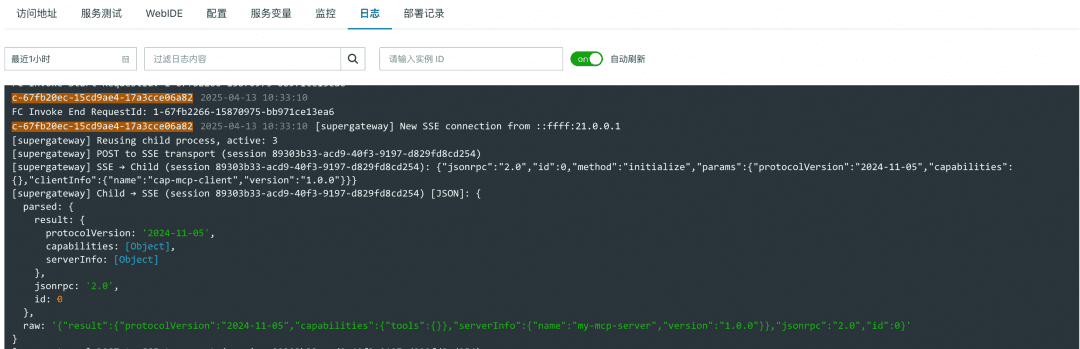 访问地址 服务测试 WebIDE 配置 服务变量 监控 日志 部署记录
最近1小时 过滤日志内容 请输入实例 ID on 自动刷新
c-67fb20ec-15cd9ae4-17a3cce06a82 2025-04-13 10:33:10
FC Invoke End RequestId: 1-67fb2266-15870975-bb971ce13ea6
c-67fb20ec-15cd9ae4-17a3cce06a82 2025-04-13 10:33:10 [supergateway] New SSE connection from ::ffff:21.0.0.1
[supergateway] Reusing child process, active: 3
[supergateway] POST to SSE transport (session 89303b33-acd9-40f3-9197-d829fd8cd254)
[supergateway] SSE → Child (session 89303b33-acd9-40f3-9197-d829fd8cd254): {"jsonrpc":"2.0","id":0,"method":"initialize","params":{"protocolVersion":"2024-11-05","capabilities":
{},"clientInfo":{"name":"cap-mcp-client","version":"1.0.0"}}}
[supergateway] Child → SSE (session 89303b33-acd9-40f3-9197-d829fd8cd254) [JSON]: {
parsed: {
result: {
protocolVersion: '2024-11-05',
capabilities: [Object],
serverInfo: [Object]
},
jsonrpc: '2.0',
id: 0
},
raw: '{"result":{"protocolVersion":"2024-11-05","capabilities":{"tools":{}},"serverInfo":{"name":"my-mcp-server","version":"1.0.0"}},"jsonrpc":"2.0","id":0}'
}